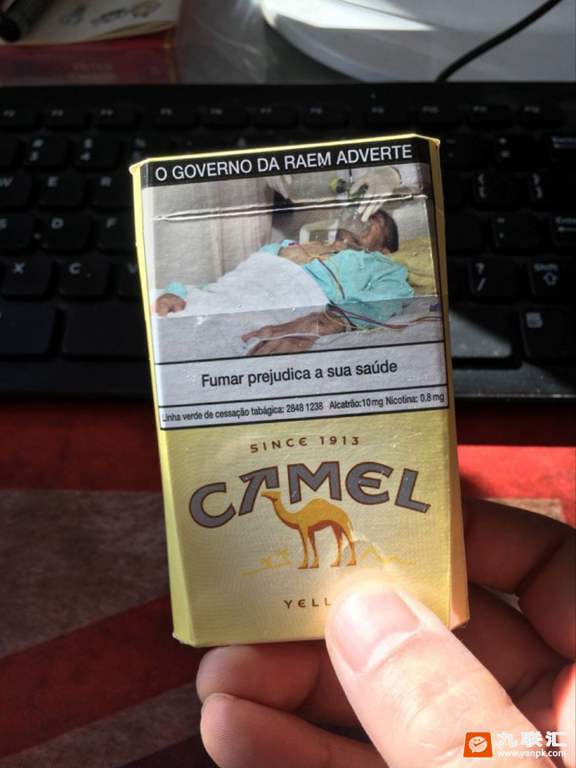 O GOVERNO DA RAEM ADVERTE
Fumar prejudica a sua saúde
Linha verde de cessação tabágica: 2848 1238 Alcatrão:10mg Nicotina: 0.8mg
SINCE 1913
CAMEL
YELL
九联汇
www.yanpk.com